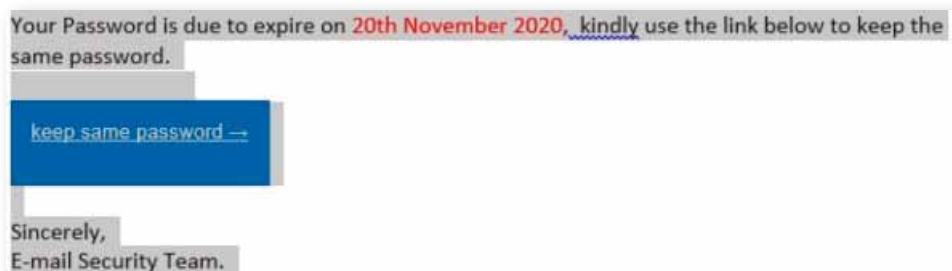 Your Password is due to expire on 20th November 2020, kindly use the link below to keep the
same password.
keep same password →
Sincerely,
E-mail Security Team.